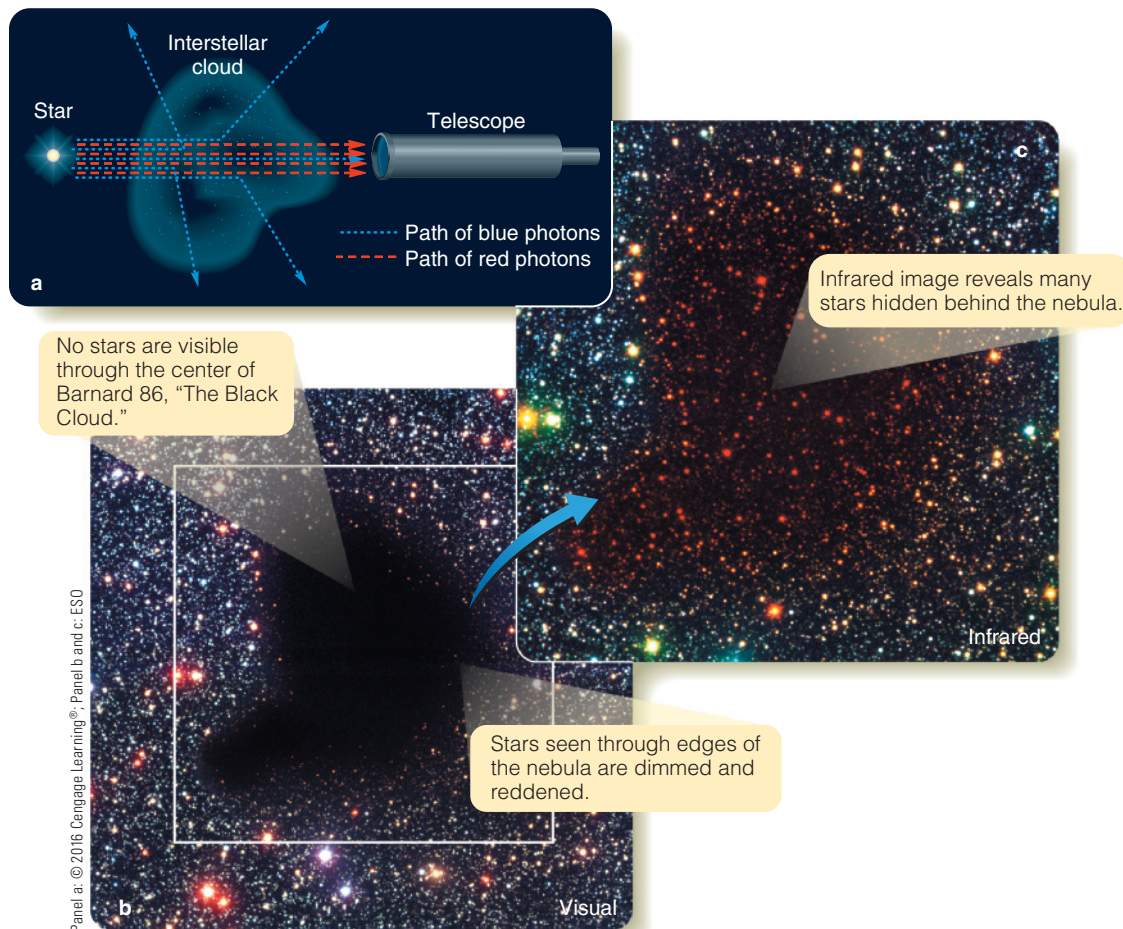 Interstellar
cloud
Star
Telescope
Path of blue photons
Path of red photons
a
c
Infrared image reveals many
stars hidden behind the nebula.
Infrared
No stars are visible
through the center of
Barnard 86, “The Black
Cloud.”
Stars seen through edges of
the nebula are dimmed and
reddened.
b
Visual
Panel a: © 2016 Cengage Learning®; Panel b and c: ESO